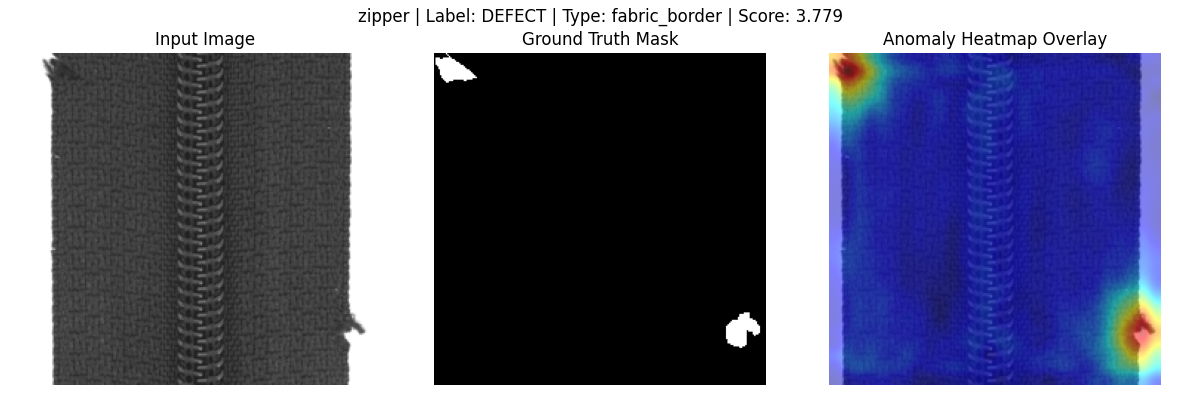 zipper | Label: DEFECT | Type: fabric_border | Score: 3.779
Input Image
Ground Truth Mask
Anomaly Heatmap Overlay